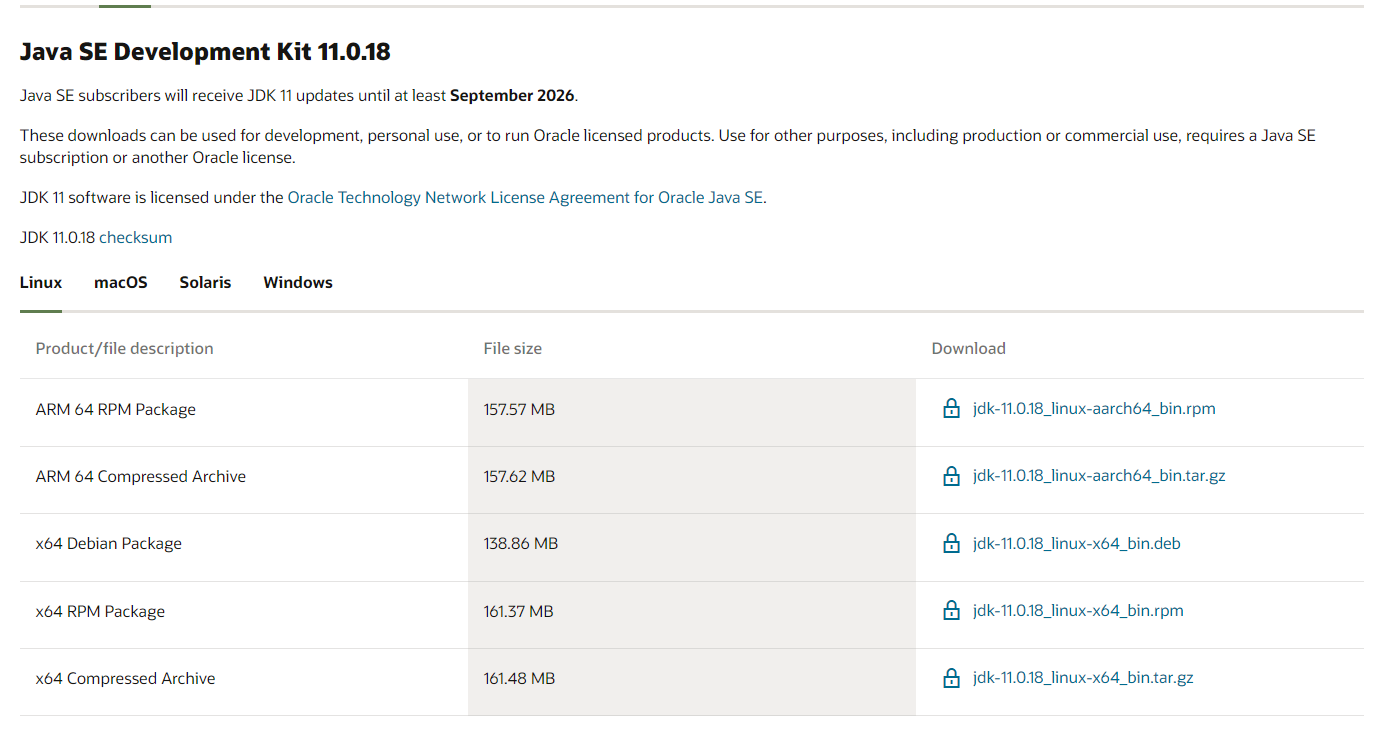 Java SE Development Kit 11.0.18
Java SE subscribers will receive JDK 11 updates until at least September 2026.
These downloads can be used for development, personal use, or to run Oracle licensed products. Use for other purposes, including production or commercial use, requires a Java SE
subscription or another Oracle license.
JDK 11 software is licensed under the Oracle Technology Network License Agreement for Oracle Java SE.
JDK 11.0.18 checksum
Linux macOS Solaris Windows
Product/file description File size Download
ARM 64 RPM Package 157.57 MB jdk-11.0.18_linux-aarch64_bin.rpm
ARM 64 Compressed Archive 157.62 MB jdk-11.0.18_linux-aarch64_bin.tar.gz
x64 Debian Package 138.86 MB jdk-11.0.18_linux-x64_bin.deb
x64 RPM Package 161.37 MB jdk-11.0.18_linux-x64_bin.rpm
x64 Compressed Archive 161.48 MB jdk-11.0.18_linux-x64_bin.tar.gz